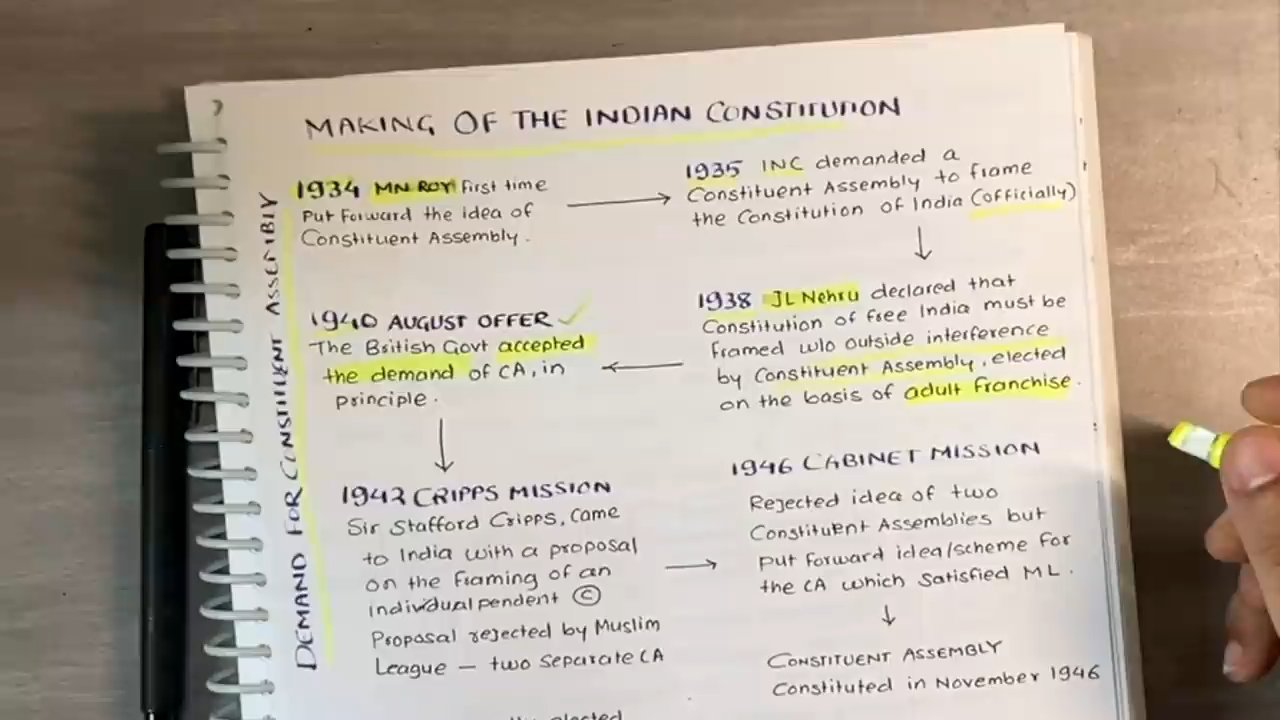 MAKING OF THE INDIAN CONSTITUTION
DEMAND FOR CONSTITUENT ASSEMBLY
1934 MN ROY first time
Put forward the idea of
Constituent Assembly.
1935 INC demanded a
Constituent Assembly to frame
the Constitution of India (officially)
1938 JL Nehru declared that
Constitution of free India must be
framed w/o outside interference
by Constituent Assembly, elected
on the basis of adult franchise.
1940 AUGUST OFFER
The British Govt accepted
the demand of CA, in
principle.
1942 CRIPPS MISSION
Sir Stafford Cripps, came
to India with a proposal
on the framing of an
individualpendent ©
Proposal rejected by Muslim
League — two separate CA
1946 CABINET MISSION
Rejected idea of two
Constituent Assemblies but
put forward idea/scheme for
the CA which satisfied ML.
CONSTITUENT ASSEMBLY
Constituted in November 1946
elected